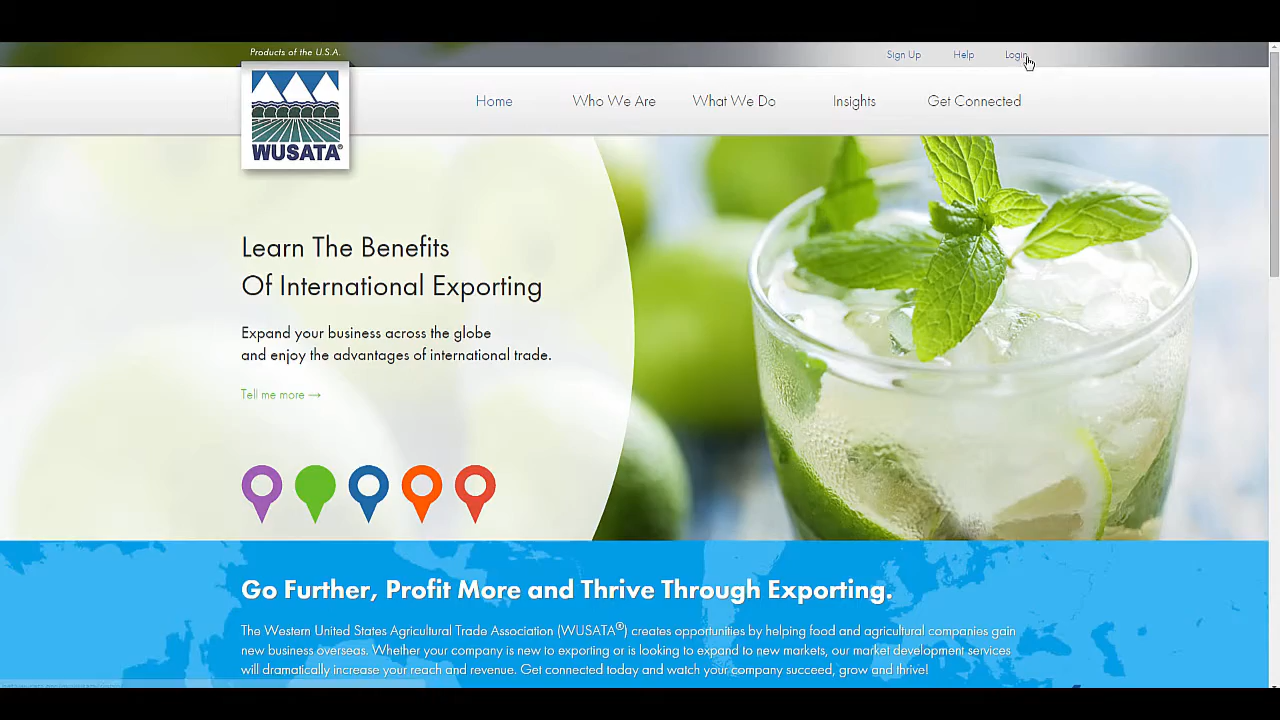 Products of the U.S.A.
Sign Up Help Login
WUSATA®
Home Who We Are What We Do Insights Get Connected
Learn The Benefits
Of International Exporting
Expand your business across the globe
and enjoy the advantages of international trade.
Tell me more →
Go Further, Profit More and Thrive Through Exporting.
The Western United States Agricultural Trade Association (WUSATA®) creates opportunities by helping food and agricultural companies gain
new business overseas. Whether your company is new to exporting or is looking to expand to new markets, our market development services
will dramatically increase your reach and revenue. Get connected today and watch your company succeed, grow and thrive!